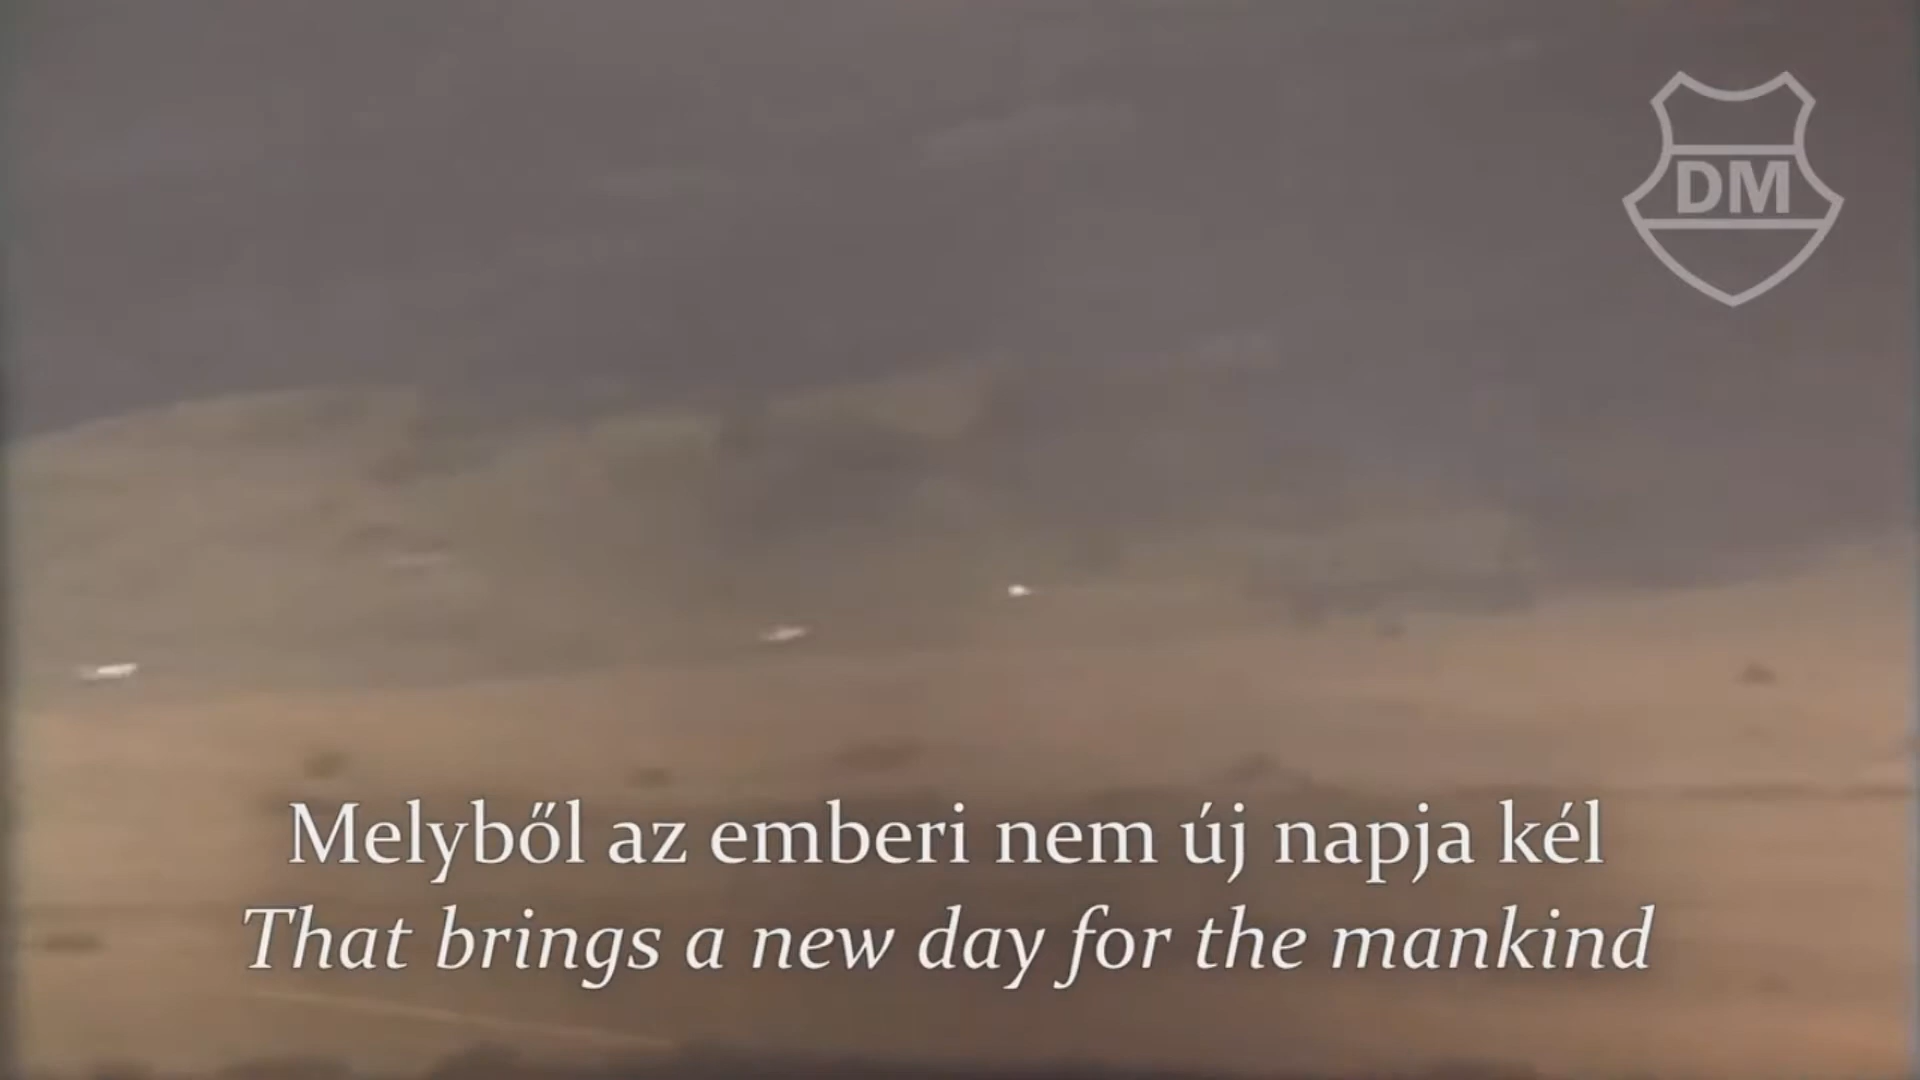 DM
Melyből az emberi nem új napja kél
That brings a new day for the mankind